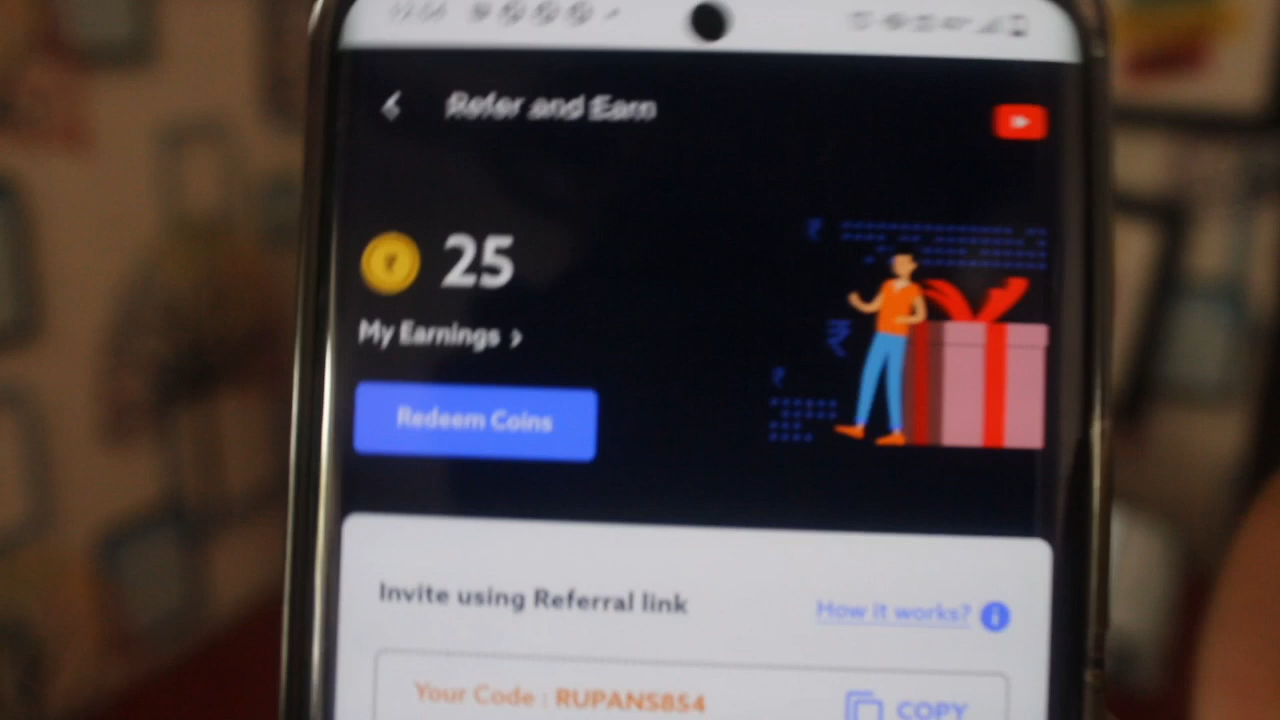 Refer and Earn
25
My Earnings >
Redeem Coins
Invite using Referral link
How it works?
Your Code : RUPANS854
COPY